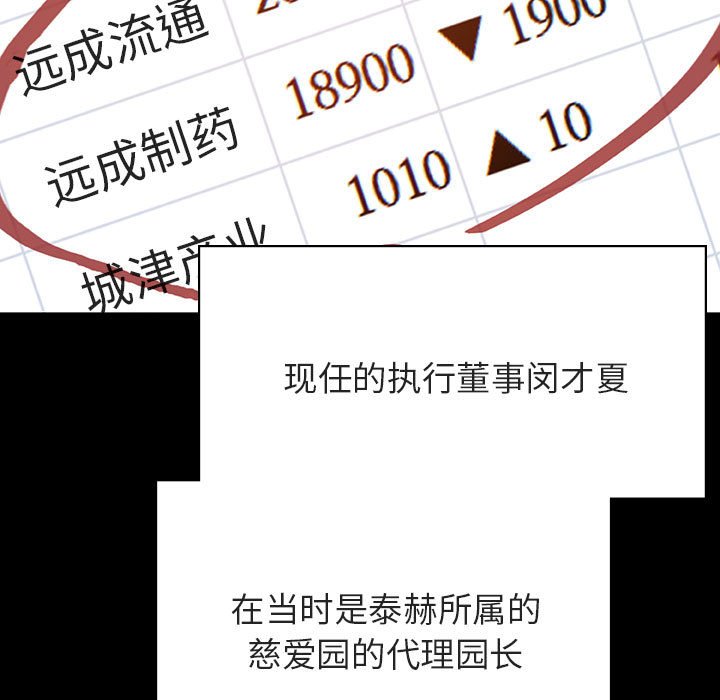 远成流通
18900 ▼ 1900
远成制药
1010 ▲ 10
城津产业
现任的执行董事闵才夏
在当时是泰赫所属的
慈爱园的代理园长